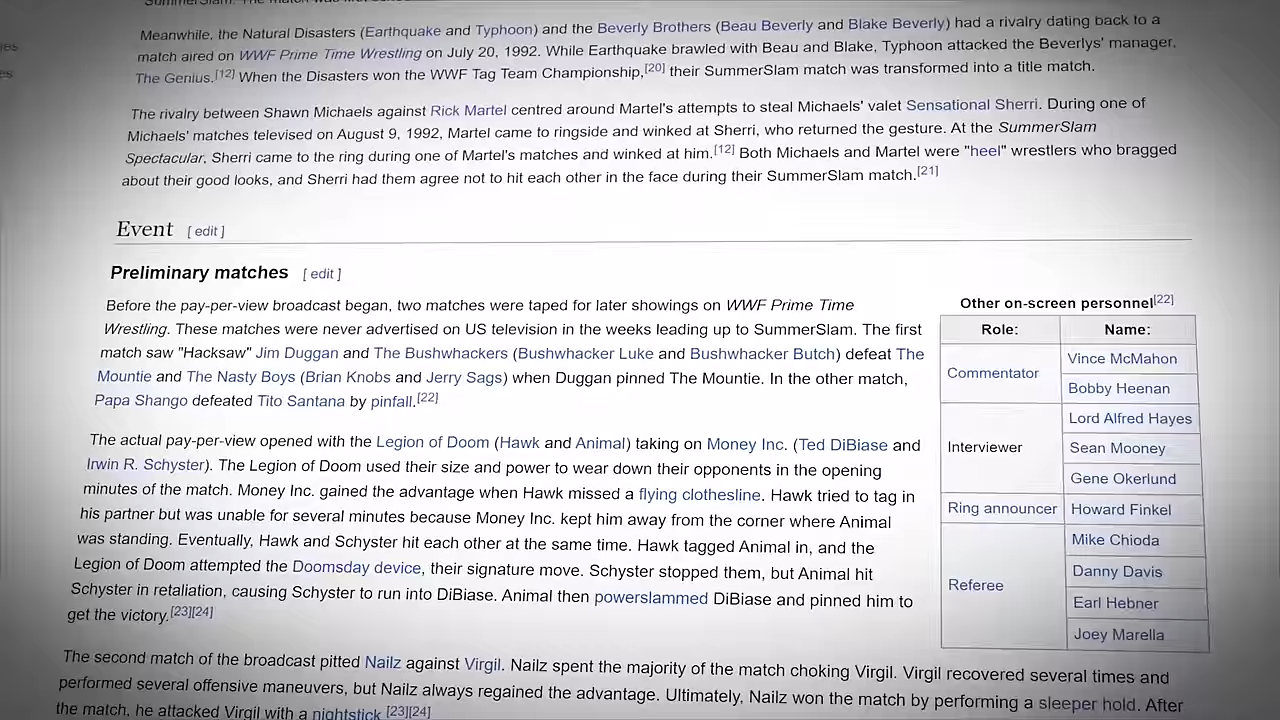 SummerSlam. The match was first
Meanwhile, the Natural Disasters (Earthquake and Typhoon) and the Beverly Brothers (Beau Beverly and Blake Beverly) had a rivalry dating back to a
match aired on WWF Prime Time Wrestling on July 20, 1992. While Earthquake brawled with Beau and Blake, Typhoon attacked the Beverlys' manager,
The Genius.[12] When the Disasters won the WWF Tag Team Championship,[20] their SummerSlam match was transformed into a title match.
The rivalry between Shawn Michaels against Rick Martel centred around Martel's attempts to steal Michaels' valet Sensational Sherri. During one of
Michaels' matches televised on August 9, 1992, Martel came to ringside and winked at Sherri, who returned the gesture. At the SummerSlam
Spectacular, Sherri came to the ring during one of Martel's matches and winked at him.[12] Both Michaels and Martel were "heel" wrestlers who bragged
about their good looks, and Sherri had them agree not to hit each other in the face during their SummerSlam match.[21]
Event [ edit ]
Preliminary matches [ edit ]
Before the pay-per-view broadcast began, two matches were taped for later showings on WWF Prime Time
Wrestling. These matches were never advertised on US television in the weeks leading up to SummerSlam. The first
match saw "Hacksaw" Jim Duggan and The Bushwhackers (Bushwhacker Luke and Bushwhacker Butch) defeat The
Mountie and The Nasty Boys (Brian Knobs and Jerry Sags) when Duggan pinned The Mountie. In the other match,
Papa Shango defeated Tito Santana by pinfall.[22]
The actual pay-per-view opened with the Legion of Doom (Hawk and Animal) taking on Money Inc. (Ted DiBiase and
Irwin R. Schyster). The Legion of Doom used their size and power to wear down their opponents in the opening
minutes of the match. Money Inc. gained the advantage when Hawk missed a flying clothesline. Hawk tried to tag in
his partner but was unable for several minutes because Money Inc. kept him away from the corner where Animal
was standing. Eventually, Hawk and Schyster hit each other at the same time. Hawk tagged Animal in, and the
Legion of Doom attempted the Doomsday device, their signature move. Schyster stopped them, but Animal hit
Schyster in retaliation, causing Schyster to run into DiBiase. Animal then powerslammed DiBiase and pinned him to
get the victory.[23][24]
Other on-screen personnel[22]
Role: Name:
Commentator Vince McMahon
Bobby Heenan
Interviewer Lord Alfred Hayes
Sean Mooney
Gene Okerlund
Ring announcer Howard Finkel
Referee Mike Chioda
Danny Davis
Earl Hebner
Joey Marella
The second match of the broadcast pitted Nailz against Virgil. Nailz spent the majority of the match choking Virgil. Virgil recovered several times and
performed several offensive maneuvers, but Nailz always regained the advantage. Ultimately, Nailz won the match by performing a sleeper hold. After
the match, he attacked Virgil with a nightstick.[23][24]